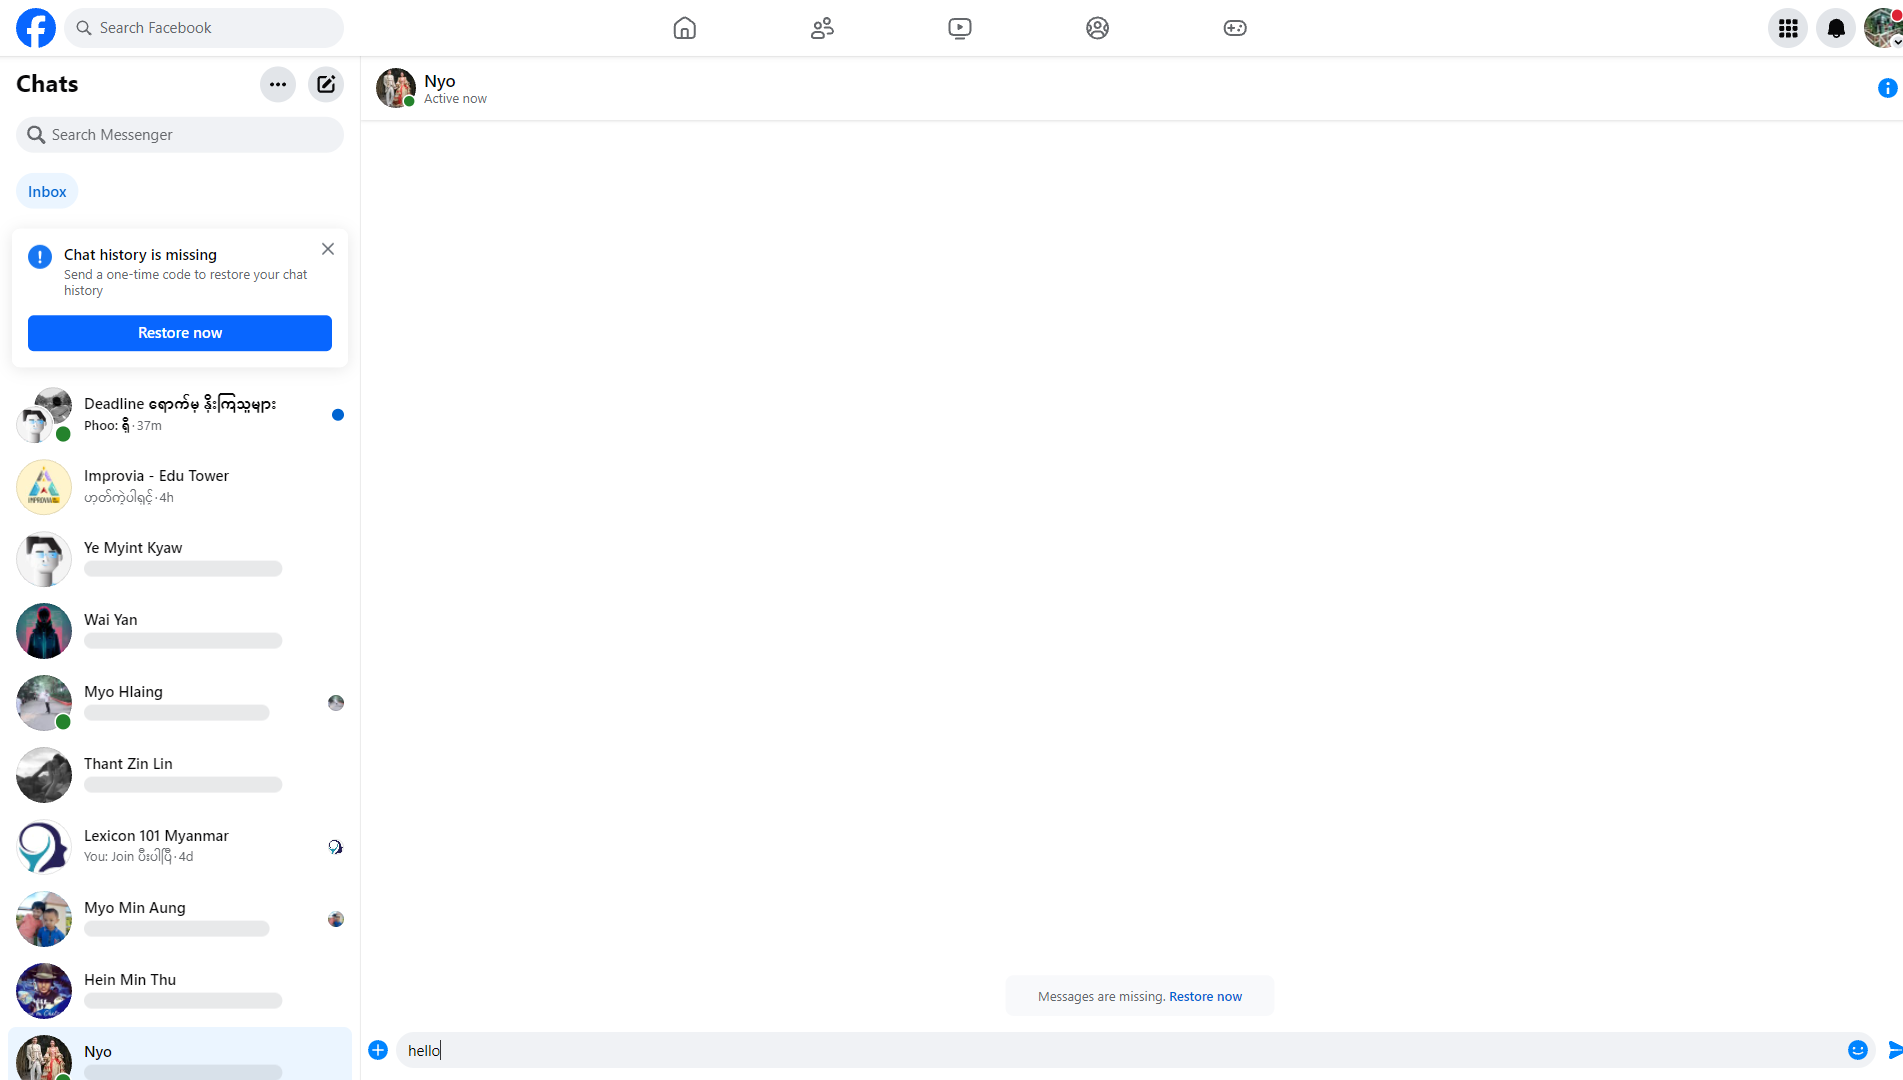 Search Facebook
Chats
Search Messenger
Inbox
Chat history is missing
Send a one-time code to restore your chat
history
Restore now
Deadline ရောက်မှ နိုးကြသူများ
Phoo: ရှိ · 37m
Improvia - Edu Tower
ဟုတ်ကဲ့ပါရှင့် · 4h
Ye Myint Kyaw
Wai Yan
Myo Hlaing
Thant Zin Lin
Lexicon 101 Myanmar
You: Join ပီးပါပြီ · 4d
Myo Min Aung
Hein Min Thu
Nyo
Nyo
Active now
Messages are missing. Restore now
hello